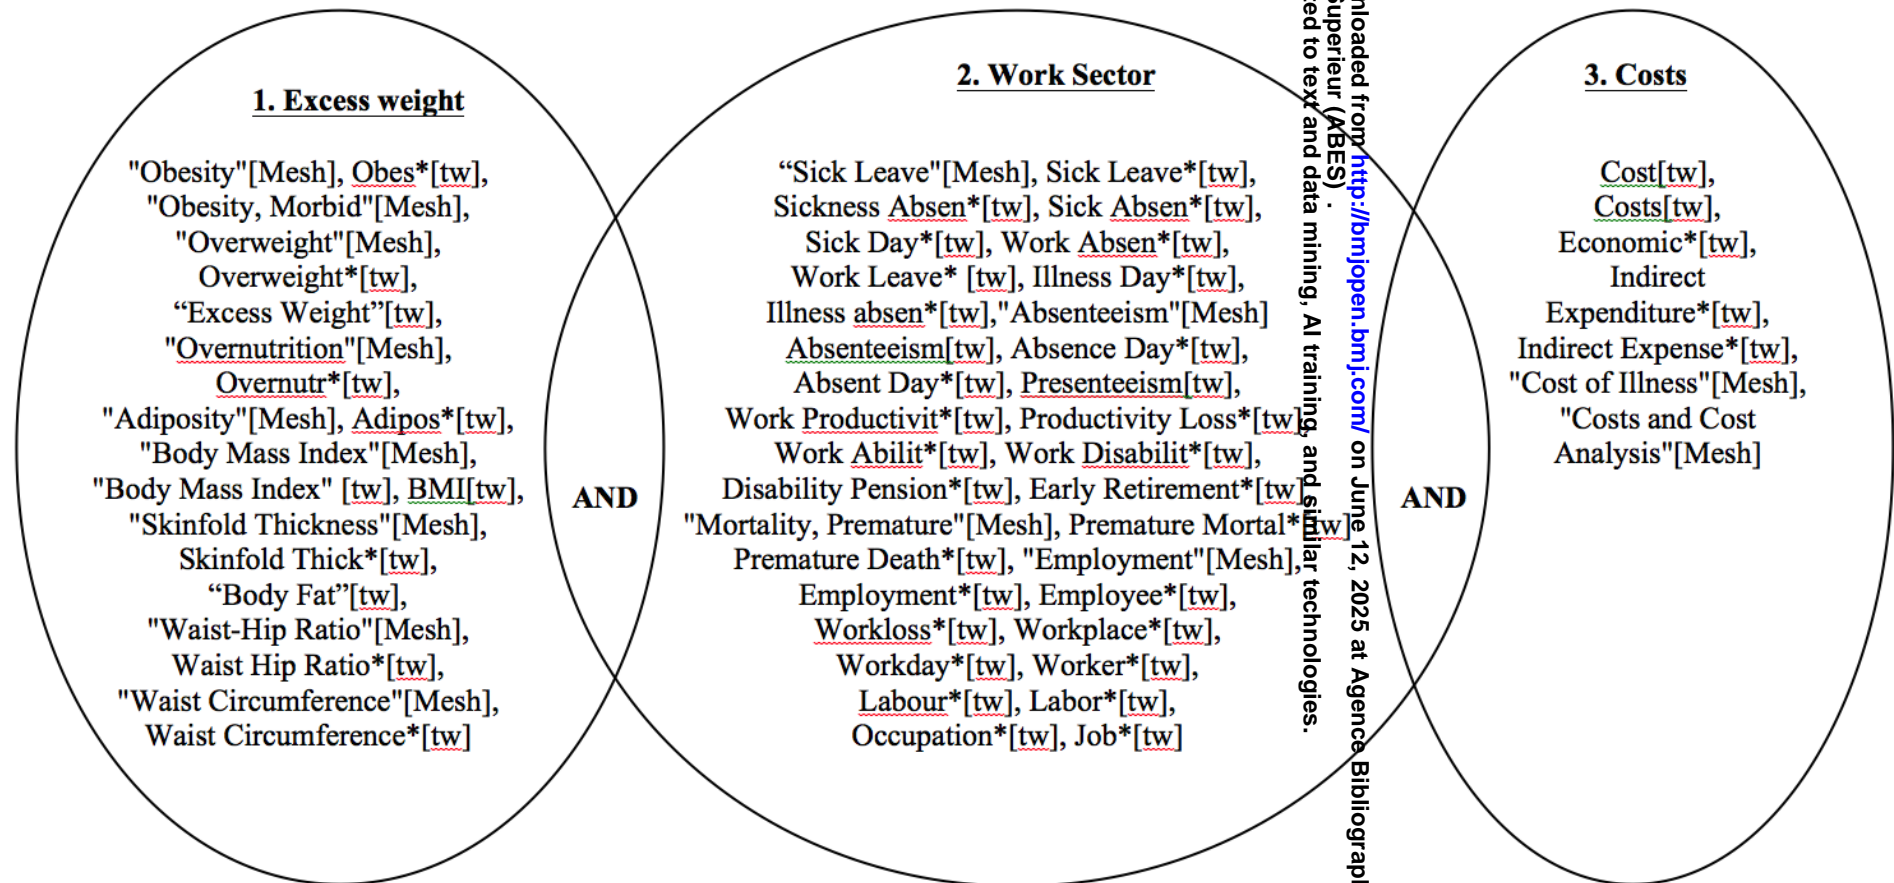 1. Excess weight
"Obesity"[Mesh], Obes*[tw],
"Obesity, Morbid"[Mesh],
"Overweight"[Mesh],
Overweight*[tw],
“Excess Weight”[tw],
"Overnutrition"[Mesh],
Overnutr*[tw],
"Adiposity"[Mesh], Adipos*[tw],
"Body Mass Index"[Mesh],
"Body Mass Index" [tw], BMI[tw],
"Skinfold Thickness"[Mesh],
Skinfold Thick*[tw],
“Body Fat”[tw],
"Waist-Hip Ratio"[Mesh],
Waist Hip Ratio*[tw],
"Waist Circumference"[Mesh],
Waist Circumference*[tw]
AND
2. Work Sector
“Sick Leave"[Mesh], Sick Leave*[tw],
Sickness Absen*[tw], Sick Absen*[tw],
Sick Day*[tw], Work Absen*[tw],
Work Leave* [tw], Illness Day*[tw],
Illness absen*[tw],"Absenteeism"[Mesh]
Absenteeism[tw], Absence Day*[tw],
Absent Day*[tw], Presenteeism[tw],
Work Productivit*[tw], Productivity Loss*[tw],
Work Abilit*[tw], Work Disabilit*[tw],
Disability Pension*[tw], Early Retirement*[tw]
"Mortality, Premature"[Mesh], Premature Mortal*[tw]
Premature Death*[tw], "Employment"[Mesh],
Employment*[tw], Employee*[tw],
Workloss*[tw], Workplace*[tw],
Workday*[tw], Worker*[tw],
Labour*[tw], Labor*[tw],
Occupation*[tw], Job*[tw]
AND
3. Costs
Cost[tw],
Costs[tw],
Economic*[tw],
Indirect
Expenditure*[tw],
Indirect Expense*[tw],
"Cost of Illness"[Mesh],
"Costs and Cost
Analysis"[Mesh]
nloaded from http://bmjopen.bmj.com/ on June 12, 2025 at Agence Bibliograph
Superieur (ABES) .
ted to text and data mining, AI training, and similar technologies.